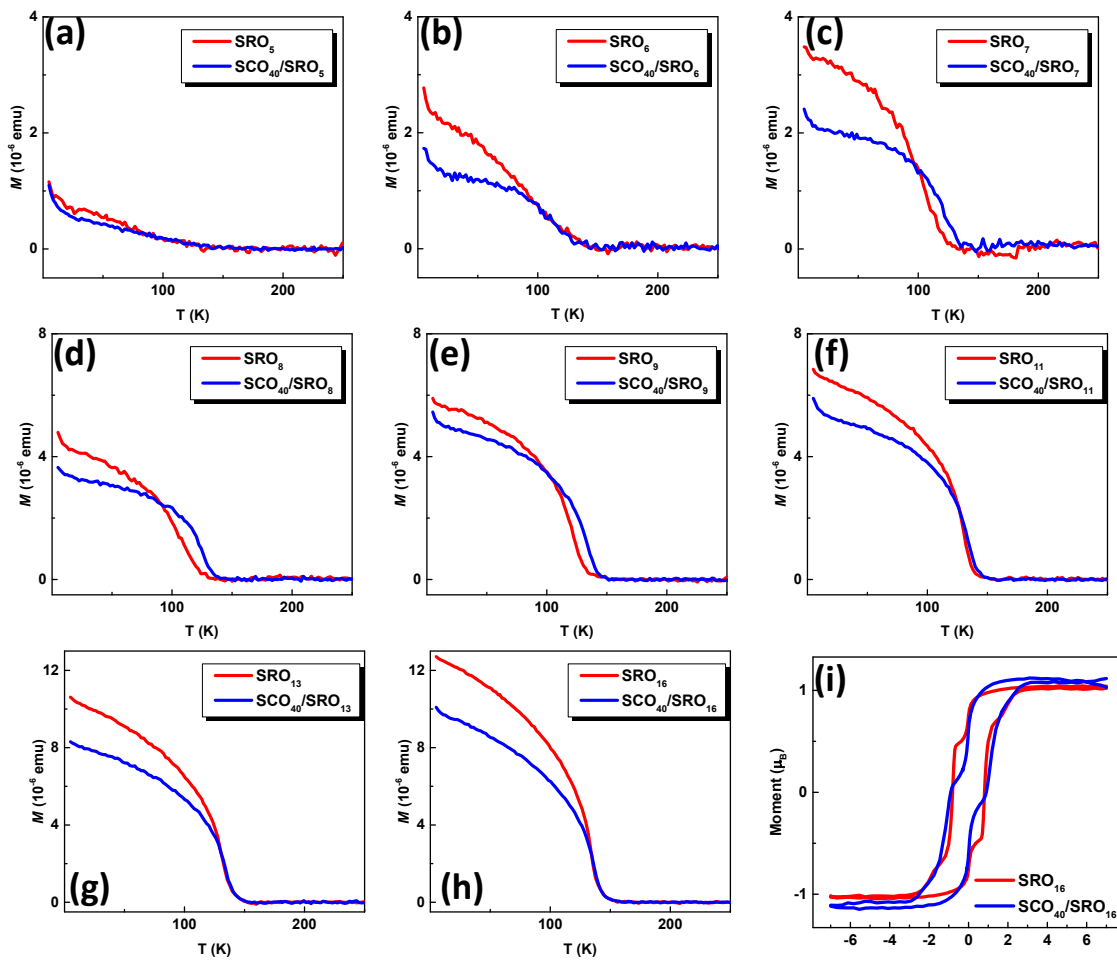 (a)
SRO5
SCO40/SRO5
4
2
0
M (10-6 emu)
100
200
T (K)
(b)
SRO6
SCO40/SRO6
4
2
0
M (10-6 emu)
100
200
T (K)
(c)
SRO7
SCO40/SRO7
4
2
0
M (10-6 emu)
100
200
T (K)
(d)
SRO8
SCO40/SRO8
8
4
0
M (10-6 emu)
100
200
T (K)
(e)
SRO9
SCO40/SRO9
8
4
0
M (10-6 emu)
100
200
T (K)
(f)
SRO11
SCO40/SRO11
8
4
0
M (10-6 emu)
100
200
T (K)
SRO13
SCO40/SRO13
12
8
4
0
M (10-6 emu)
(g)
100
200
T (K)
SRO16
SCO40/SRO16
12
8
4
0
M (10-6 emu)
(h)
100
200
T (K)
(i)
1
0
-1
Moment (μB)
SRO16
SCO40/SRO16
-6 -4 -2 0 2 4 6